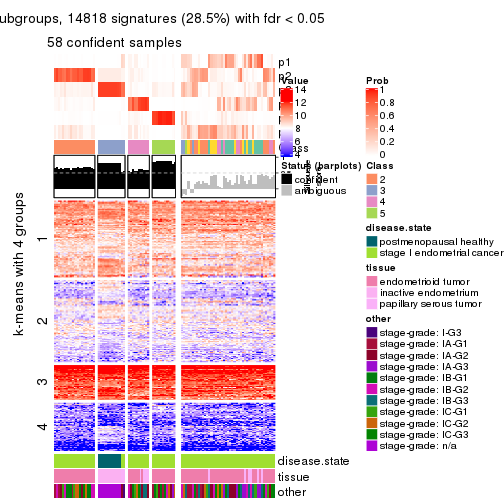 ubgroups, 14818 signatures (28.5%) with fdr < 0.05
58 confident samples
p1
p2
Value
14
12
10
8
6
4
Prob
1
0.8
0.6
0.4
0.2
0
Status (barplots)
confident
ambiguous
Class
2
3
4
5
disease.state
postmenopausal healthy
stage I endometrial cancer
tissue
endometrioid tumor
inactive endometrium
papillary serous tumor
other
stage-grade: I-G3
stage-grade: IA-G1
stage-grade: IA-G2
stage-grade: IA-G3
stage-grade: IB-G1
stage-grade: IB-G2
stage-grade: IB-G3
stage-grade: IC-G1
stage-grade: IC-G2
stage-grade: IC-G3
stage-grade: n/a
k-means with 4 groups
1
2
3
4
disease.state
tissue
other